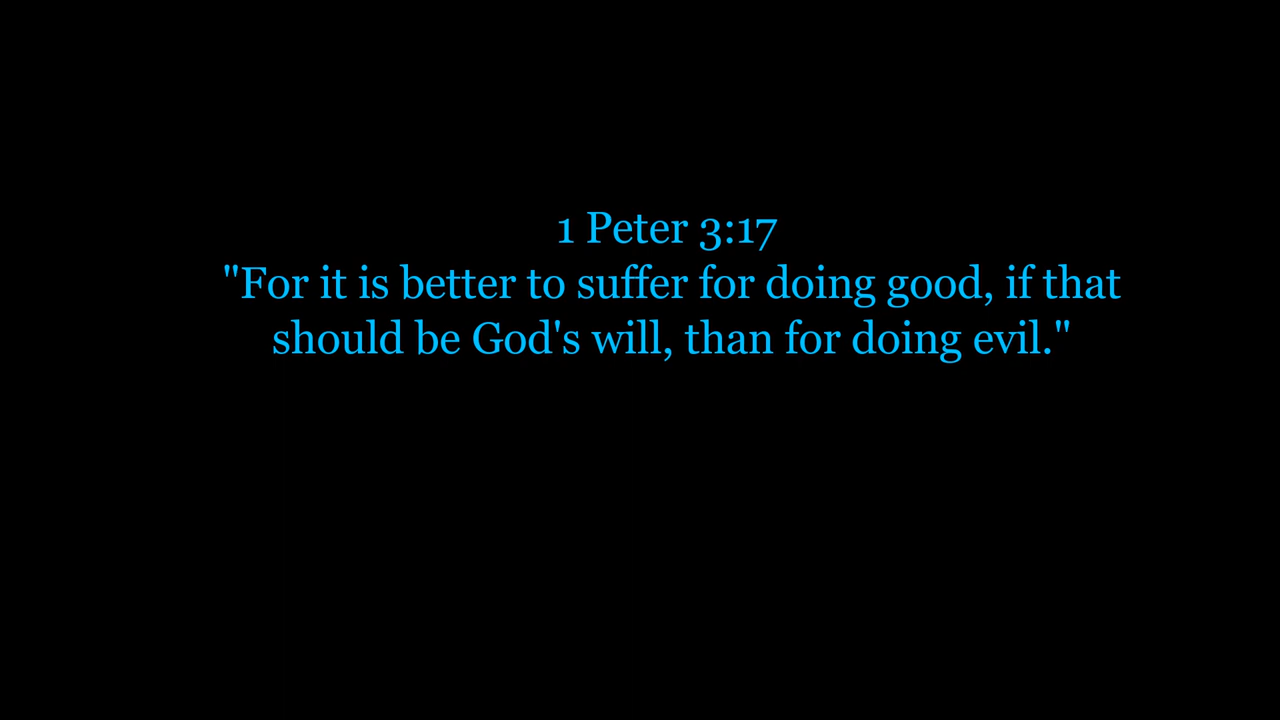 1 Peter 3:17
"For it is better to suffer for doing good, if that
should be God's will, than for doing evil."